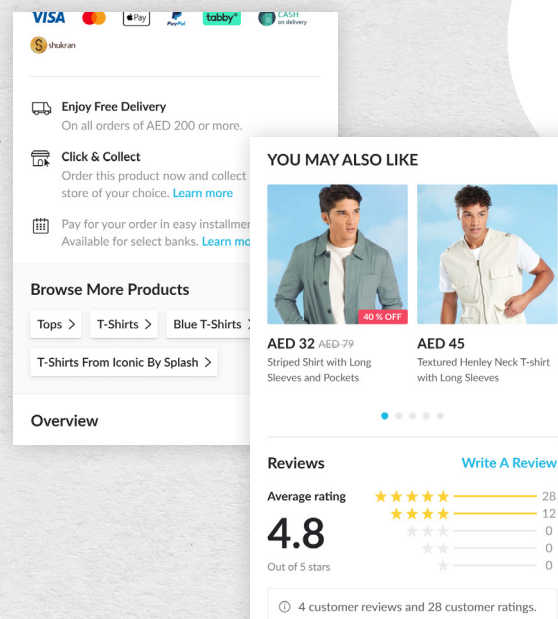 VISA Pay PayPal tabby CASH on delivery
shukran
Enjoy Free Delivery
On all orders of AED 200 or more.
Click & Collect
Order this product now and collect
store of your choice. Learn more
Pay for your order in easy
Available for select banks. Learn
Browse More Products
Tops > T-Shirts > Blue T-Shirts
T-Shirts From Iconic By Splash >
Overview
YOU MAY ALSO LIKE
40 % OFF
AED 32 AED 79
Striped Shirt with Long
Sleeves and Pockets
AED 45
Textured Henley Neck T-shirt
with Long Sleeves
Reviews Write A Review
Average rating
4.8
Out of 5 stars
28
12
0
0
0
4 customer reviews and 28 customer ratings.